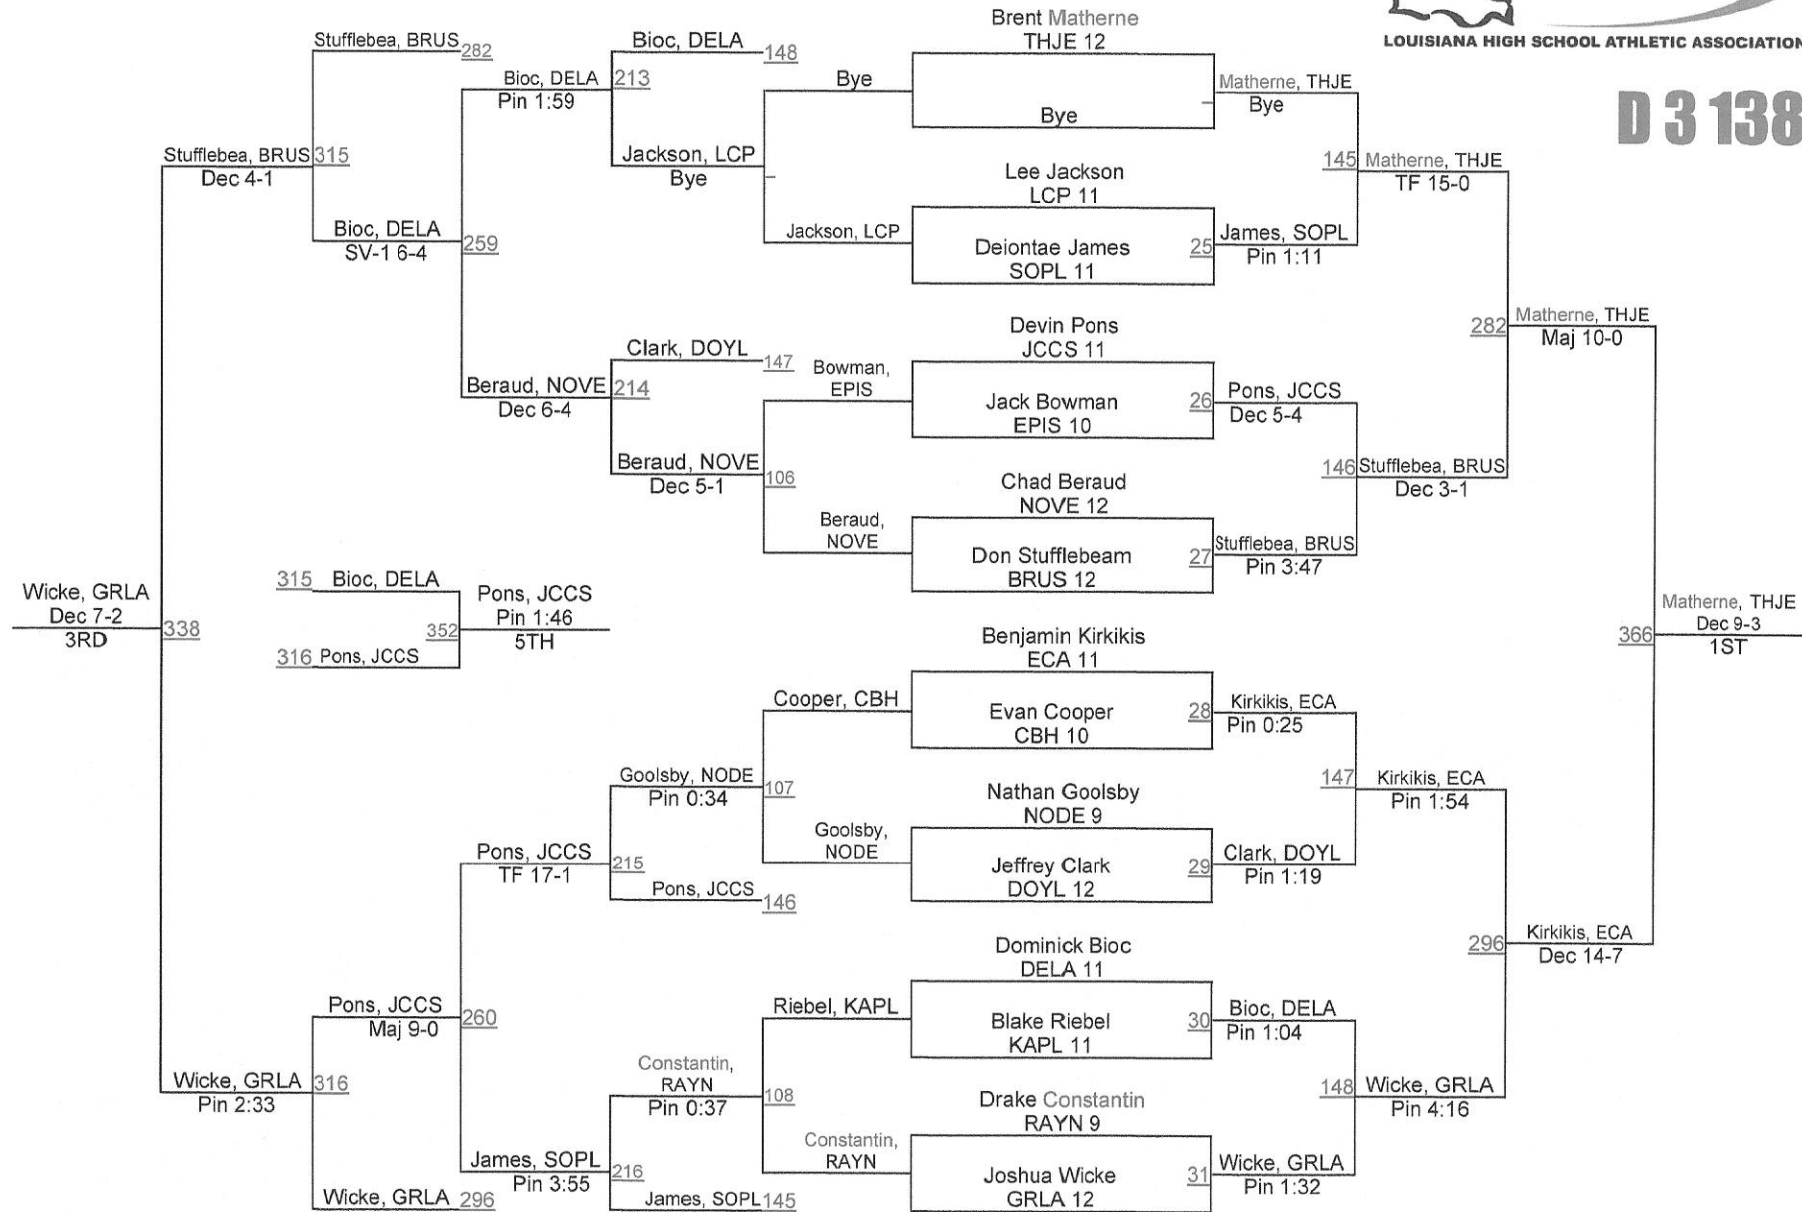 LOUISIANA HIGH SCHOOL ATHLETIC ASSOCIATION
D 3 138
Stufflebea, BRUS 282
Stufflebea, BRUS 315
Dec 4-1
Bioc, DELA
SV-1 6-4
259
Bioc, DELA 213
Pin 1:59
Beraud, NOVE 214
Dec 6-4
Bioc, DELA 148
Jackson, LCP
Bye
Clark, DOYL 147
Beraud, NOVE
Dec 5-1
106
Bye
Jackson, LCP
Bowman,
EPIS
Beraud,
NOVE
Wicke, GRLA
Dec 7-2
3RD
338
315 Bioc, DELA
316 Pons, JCCS
352
Pons, JCCS
Pin 1:46
5TH
Cooper, CBH
Goolsby, NODE
Pin 0:34
107
Goolsby,
NODE
Pons, JCCS
TF 17-1
215
Pons, JCCS 146
Pons, JCCS
Maj 9-0
260
Wicke, GRLA 316
Pin 2:33
Wicke, GRLA 296
James, SOPL 216
Pin 3:55
James, SOPL 145
Constantin,
RAYN
Pin 0:37
108
Riebel, KAPL
Constantin,
RAYN
Brent Matherne
THJE 12
Bye
Lee Jackson
LCP 11
Deiontae James
SOPL 11
25
Devin Pons
JCCS 11
Jack Bowman
EPIS 10
26
Chad Beraud
NOVE 12
Don Stufflebeam
BRUS 12
27
Benjamin Kirkikis
ECA 11
Evan Cooper
CBH 10
28
Nathan Goolsby
NODE 9
Jeffrey Clark
DOYL 12
29
Dominick Bioc
DELA 11
Blake Riebel
KAPL 11
30
Drake Constantin
RAYN 9
Joshua Wicke
GRLA 12
31
Matherne, THJE
Bye
James, SOPL
Pin 1:11
Pons, JCCS
Dec 5-4
Stufflebea, BRUS
Pin 3:47
Kirkikis, ECA
Pin 0:25
Clark, DOYL
Pin 1:19
Bioc, DELA
Pin 1:04
Wicke, GRLA
Pin 1:32
145 Matherne, THJE
TF 15-0
146 Stufflebea, BRUS
Dec 3-1
147 Kirkikis, ECA
Pin 1:54
148 Wicke, GRLA
Pin 4:16
282 Matherne, THJE
Maj 10-0
296 Kirkikis, ECA
Dec 14-7
366 Matherne, THJE
Dec 9-3
1ST